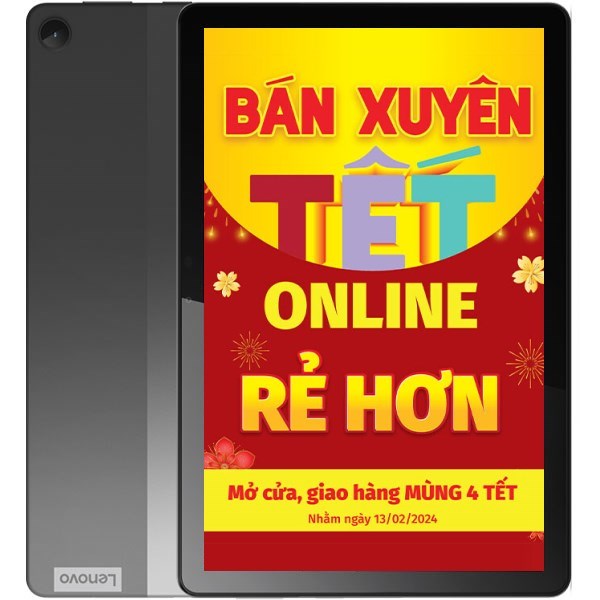 BÁN XUYÊN
TẾT
ONLINE
RẺ HƠN
Mở cửa, giao hàng MÙNG 4 TẾT
Nhằm ngày 13/02/2024
Lenovo